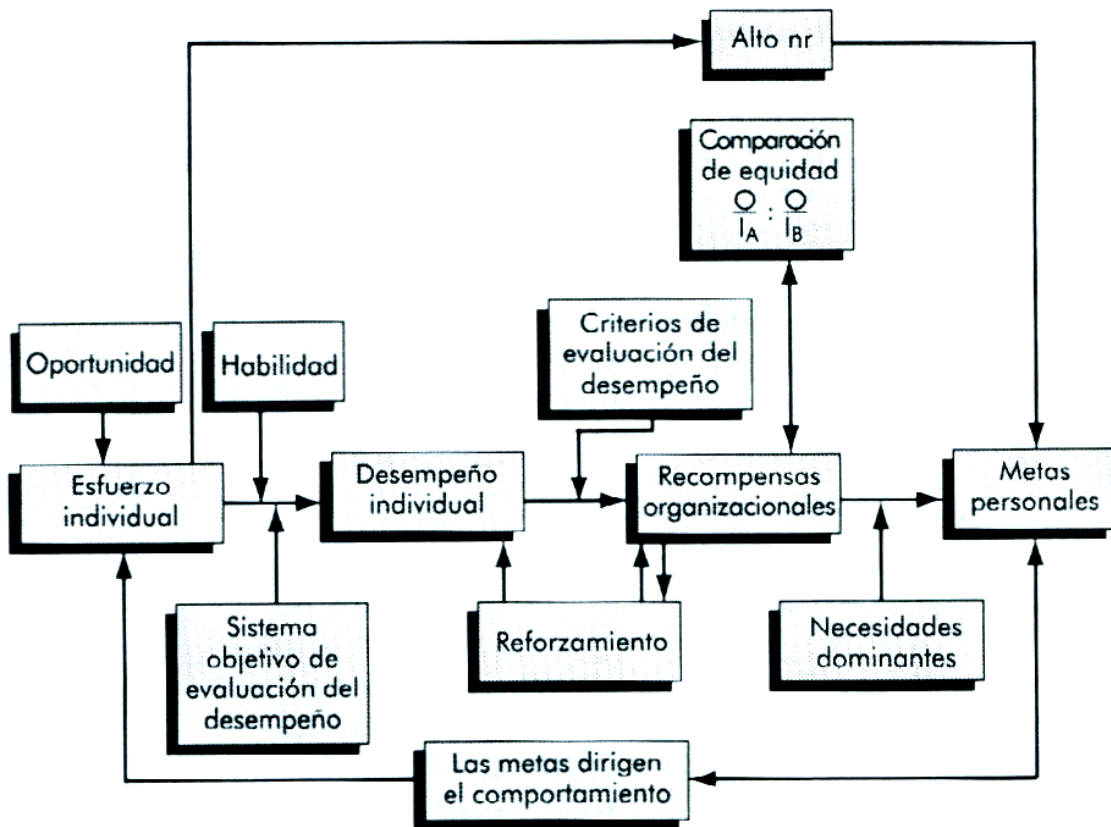 Alto nr
Comparación
de equidad
O : O
I_A I_B
Criterios de
evaluación del
desempeño
Oportunidad
Habilidad
Esfuerzo
individual
Desempeño
individual
Recompensas
organizacionales
Metas
personales
Sistema
objetivo de
evaluación del
desempeño
Reforzamiento
Necesidades
dominantes
Las metas dirigen
el comportamiento